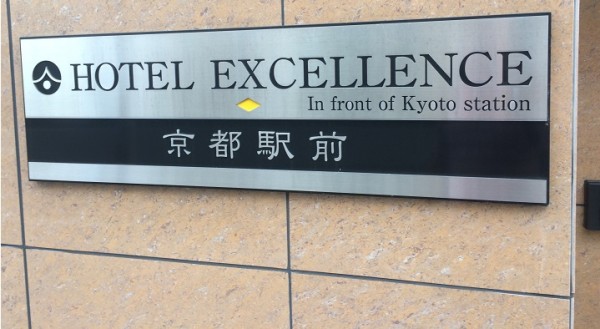 HOTEL EXCELLENCE
In front of Kyoto station
京都駅前